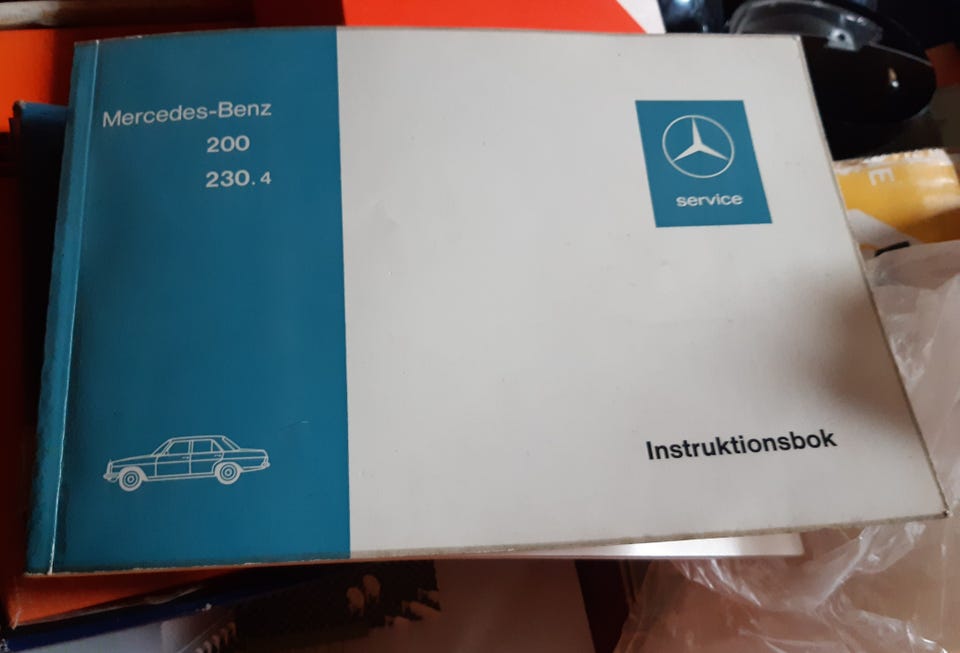 Mercedes-Benz
200
230.4
service
Instruktionsbok